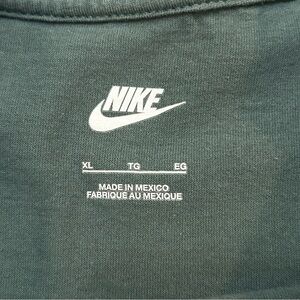 NIKE
XL TG EG
MADE IN MEXICO
FABRIQUÉ AU MEXIQUE